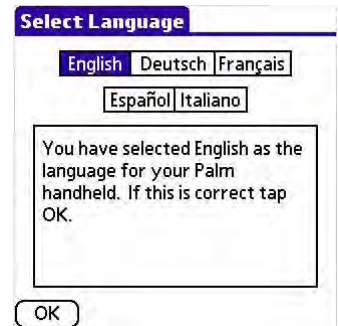 Select Language
English Deutsch Français
Español Italiano
You have selected English as the
language for your Palm
handheld. If this is correct tap
OK.
OK